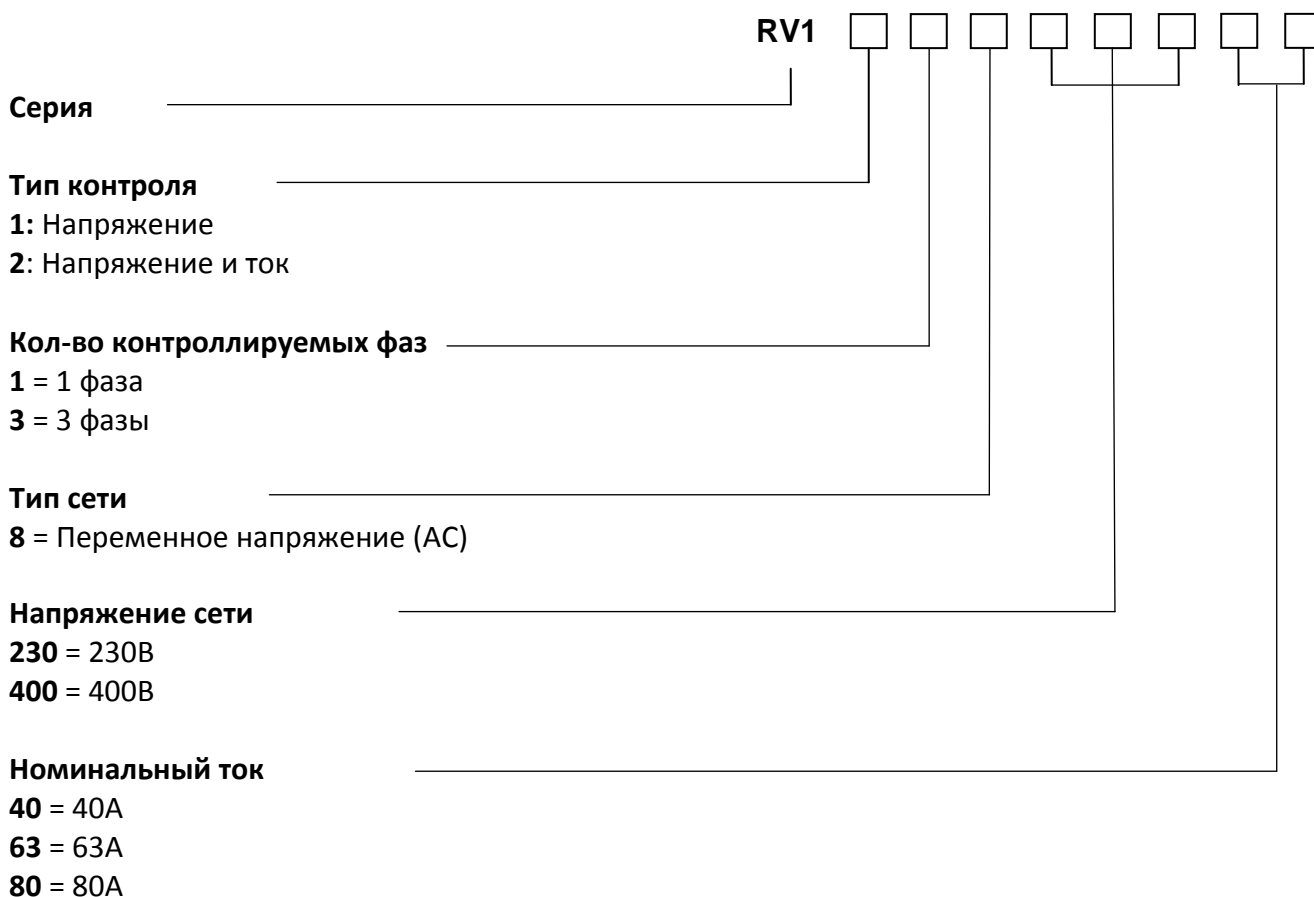 RV1
Серия
Тип контроля
1: Напряжение
2: Напряжение и ток
Кол-во контроллируемых фаз
1 = 1 фаза
3 = 3 фазы
Тип сети
8 = Переменное напряжение (АС)
Напряжение сети
230 = 230В
400 = 400В
Номинальный ток
40 = 40А
63 = 63А
80 = 80А